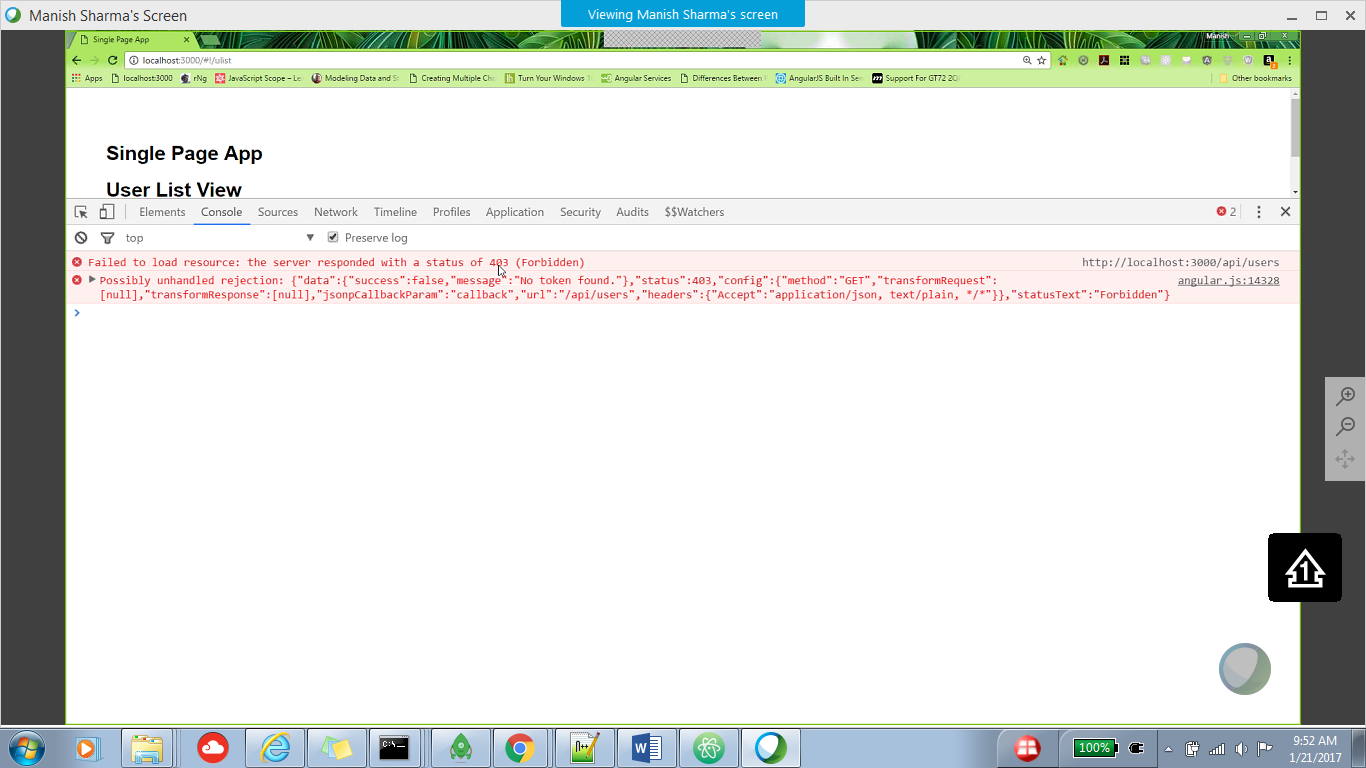 Manish Sharma's Screen
Viewing Manish Sharma's screen
Single Page App
Manish
localhost:3000/#!/ulist
Apps localhost:3000 rNg JavaScript Scope – Le Modeling Data and Sc Creating Multiple Che Turn Your Windows 1 Angular Services Differences Between AngularJS Built In Ser Support For GT72 2Q Other bookmarks
Single Page App
User List View
Elements Console Sources Network Timeline Profiles Application Security Audits $$Watchers 2
top Preserve log
Failed to load resource: the server responded with a status of 403 (Forbidden) http://localhost:3000/api/users
Possibly unhandled rejection: {"data":{"success":false,"message":"No token found."},"status":403,"config":{"method":"GET","transformRequest": angular.js:14328
[null],"transformResponse":[null],"jsonpCallbackParam":"callback","url":"/api/users","headers":{"Accept":"application/json, text/plain, */*"}},"statusText":"Forbidden"}
1
100%
9:52 AM
1/21/2017